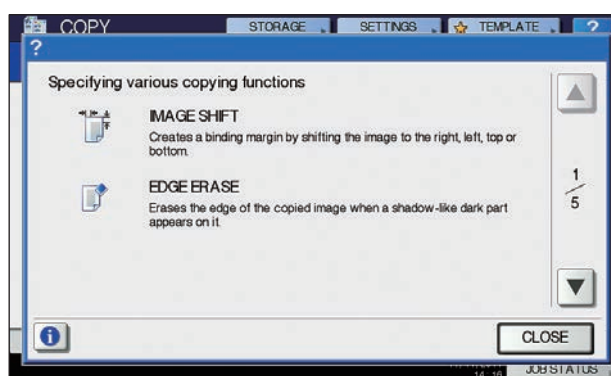 COPY STORAGE SETTINGS TEMPLATE ?
?
Specifying various copying functions
IMAGE SHIFT
Creates a binding margin by shifting the image to the right, left, top or
bottom.
EDGE ERASE
Erases the edge of the copied image when a shadow-like dark part
appears on it.
1
5
CLOSE
JOB STATUS